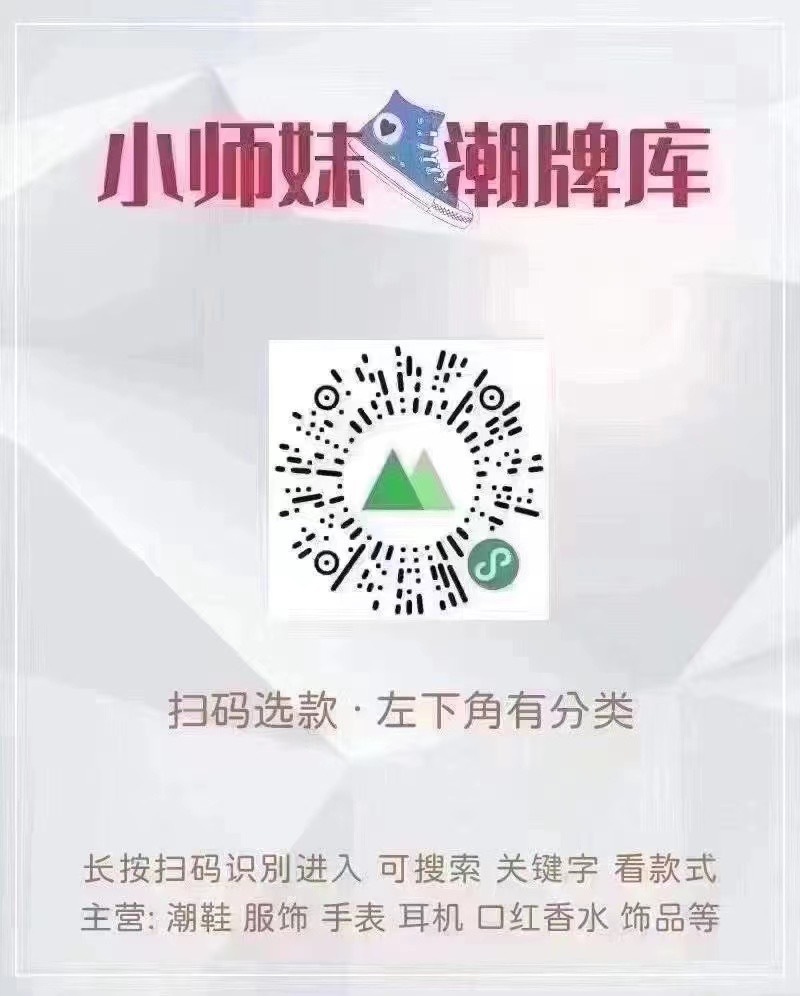 小师妹潮牌库
扫码选款·左下角有分类
长按扫码识别进入 可搜索 关键字 看款式
主营: 潮鞋 服饰 手表 耳机 口红香水 饰品等